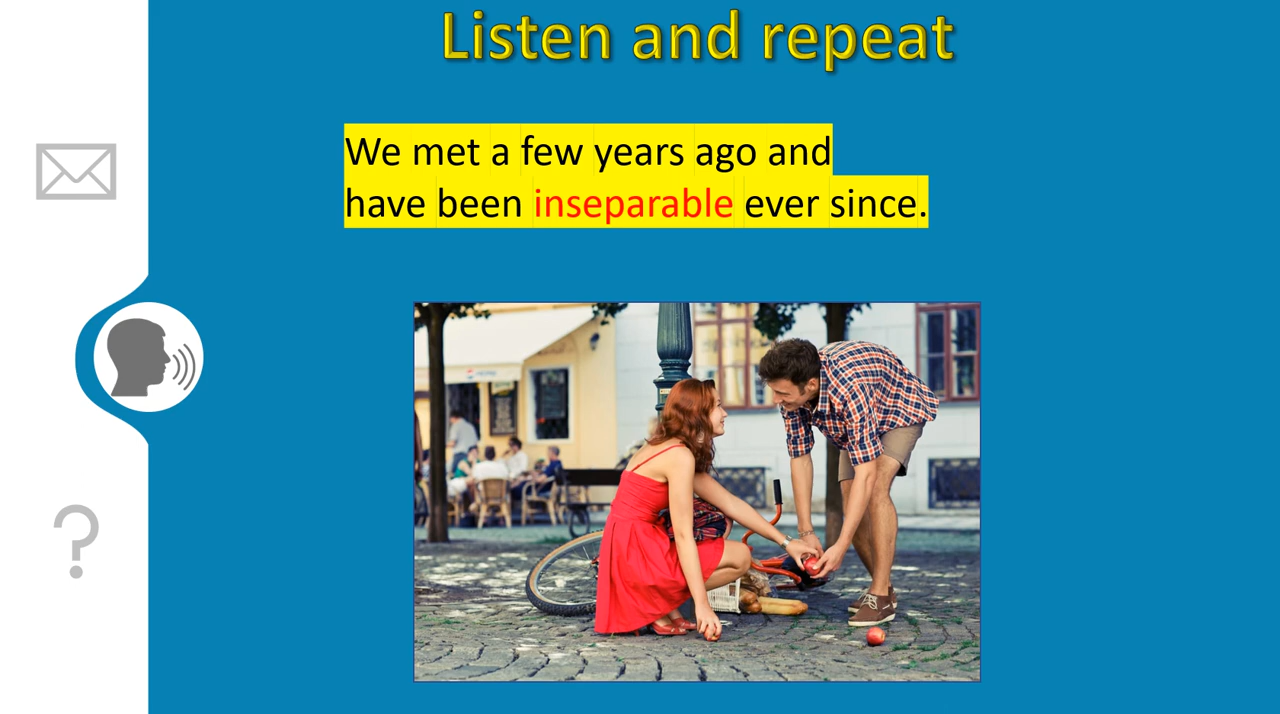 Listen and repeat
We met a few years ago and
have been inseparable ever since.